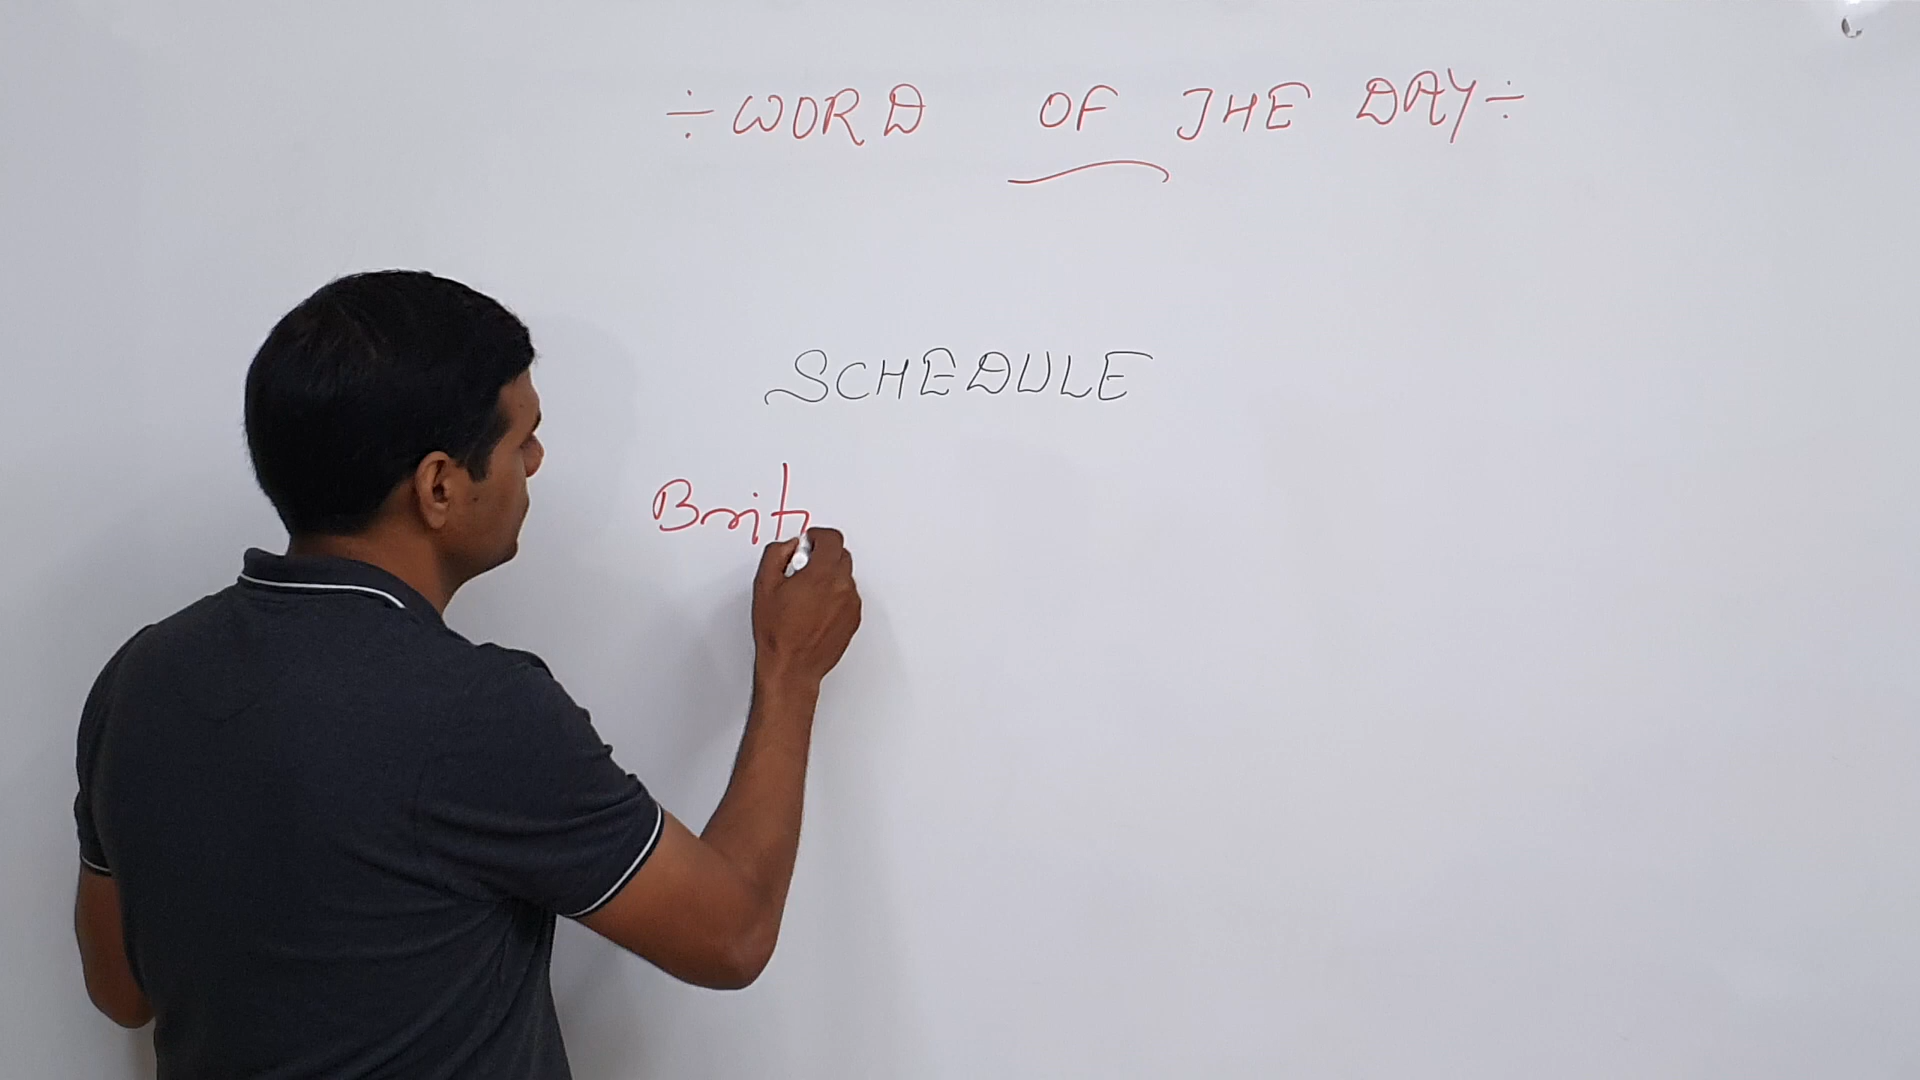 ÷ WORD OF THE DAY ÷
SCHEDULE
Brit